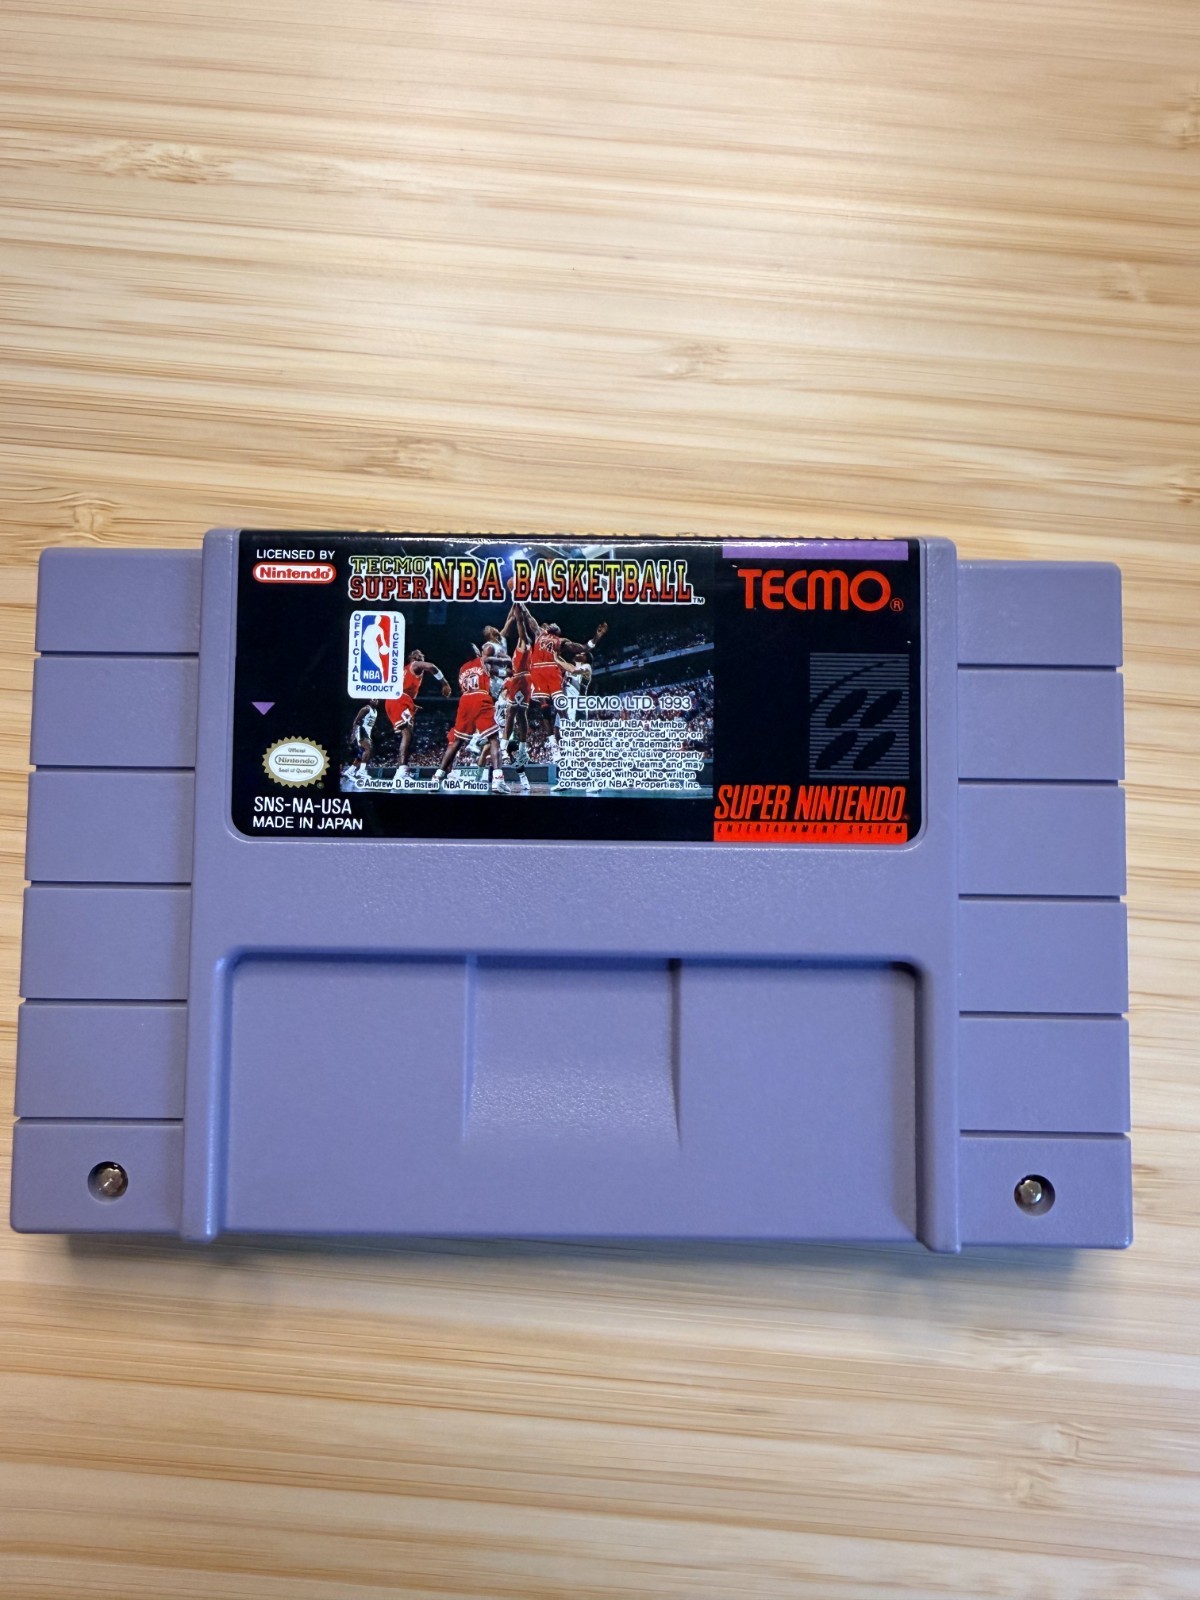 LICENSED BY
Nintendo®
TECMO
SUPER NBA BASKETBALL™
TECMO®
OFFICIAL LICENSED
NBA
PRODUCT
©TECMO, LTD. 1993
The individual NBA Member
Team Marks reproduced in or on
this product are trademarks
which are the exclusive property
of the respective Teams and may
not be used without the written
consent of NBA Properties, Inc.
Official
Nintendo
Seal of Quality
©Andrew D. Bernstein, NBA Photos
SNS-NA-USA
MADE IN JAPAN
SUPER NINTENDO
ENTERTAINMENT SYSTEM